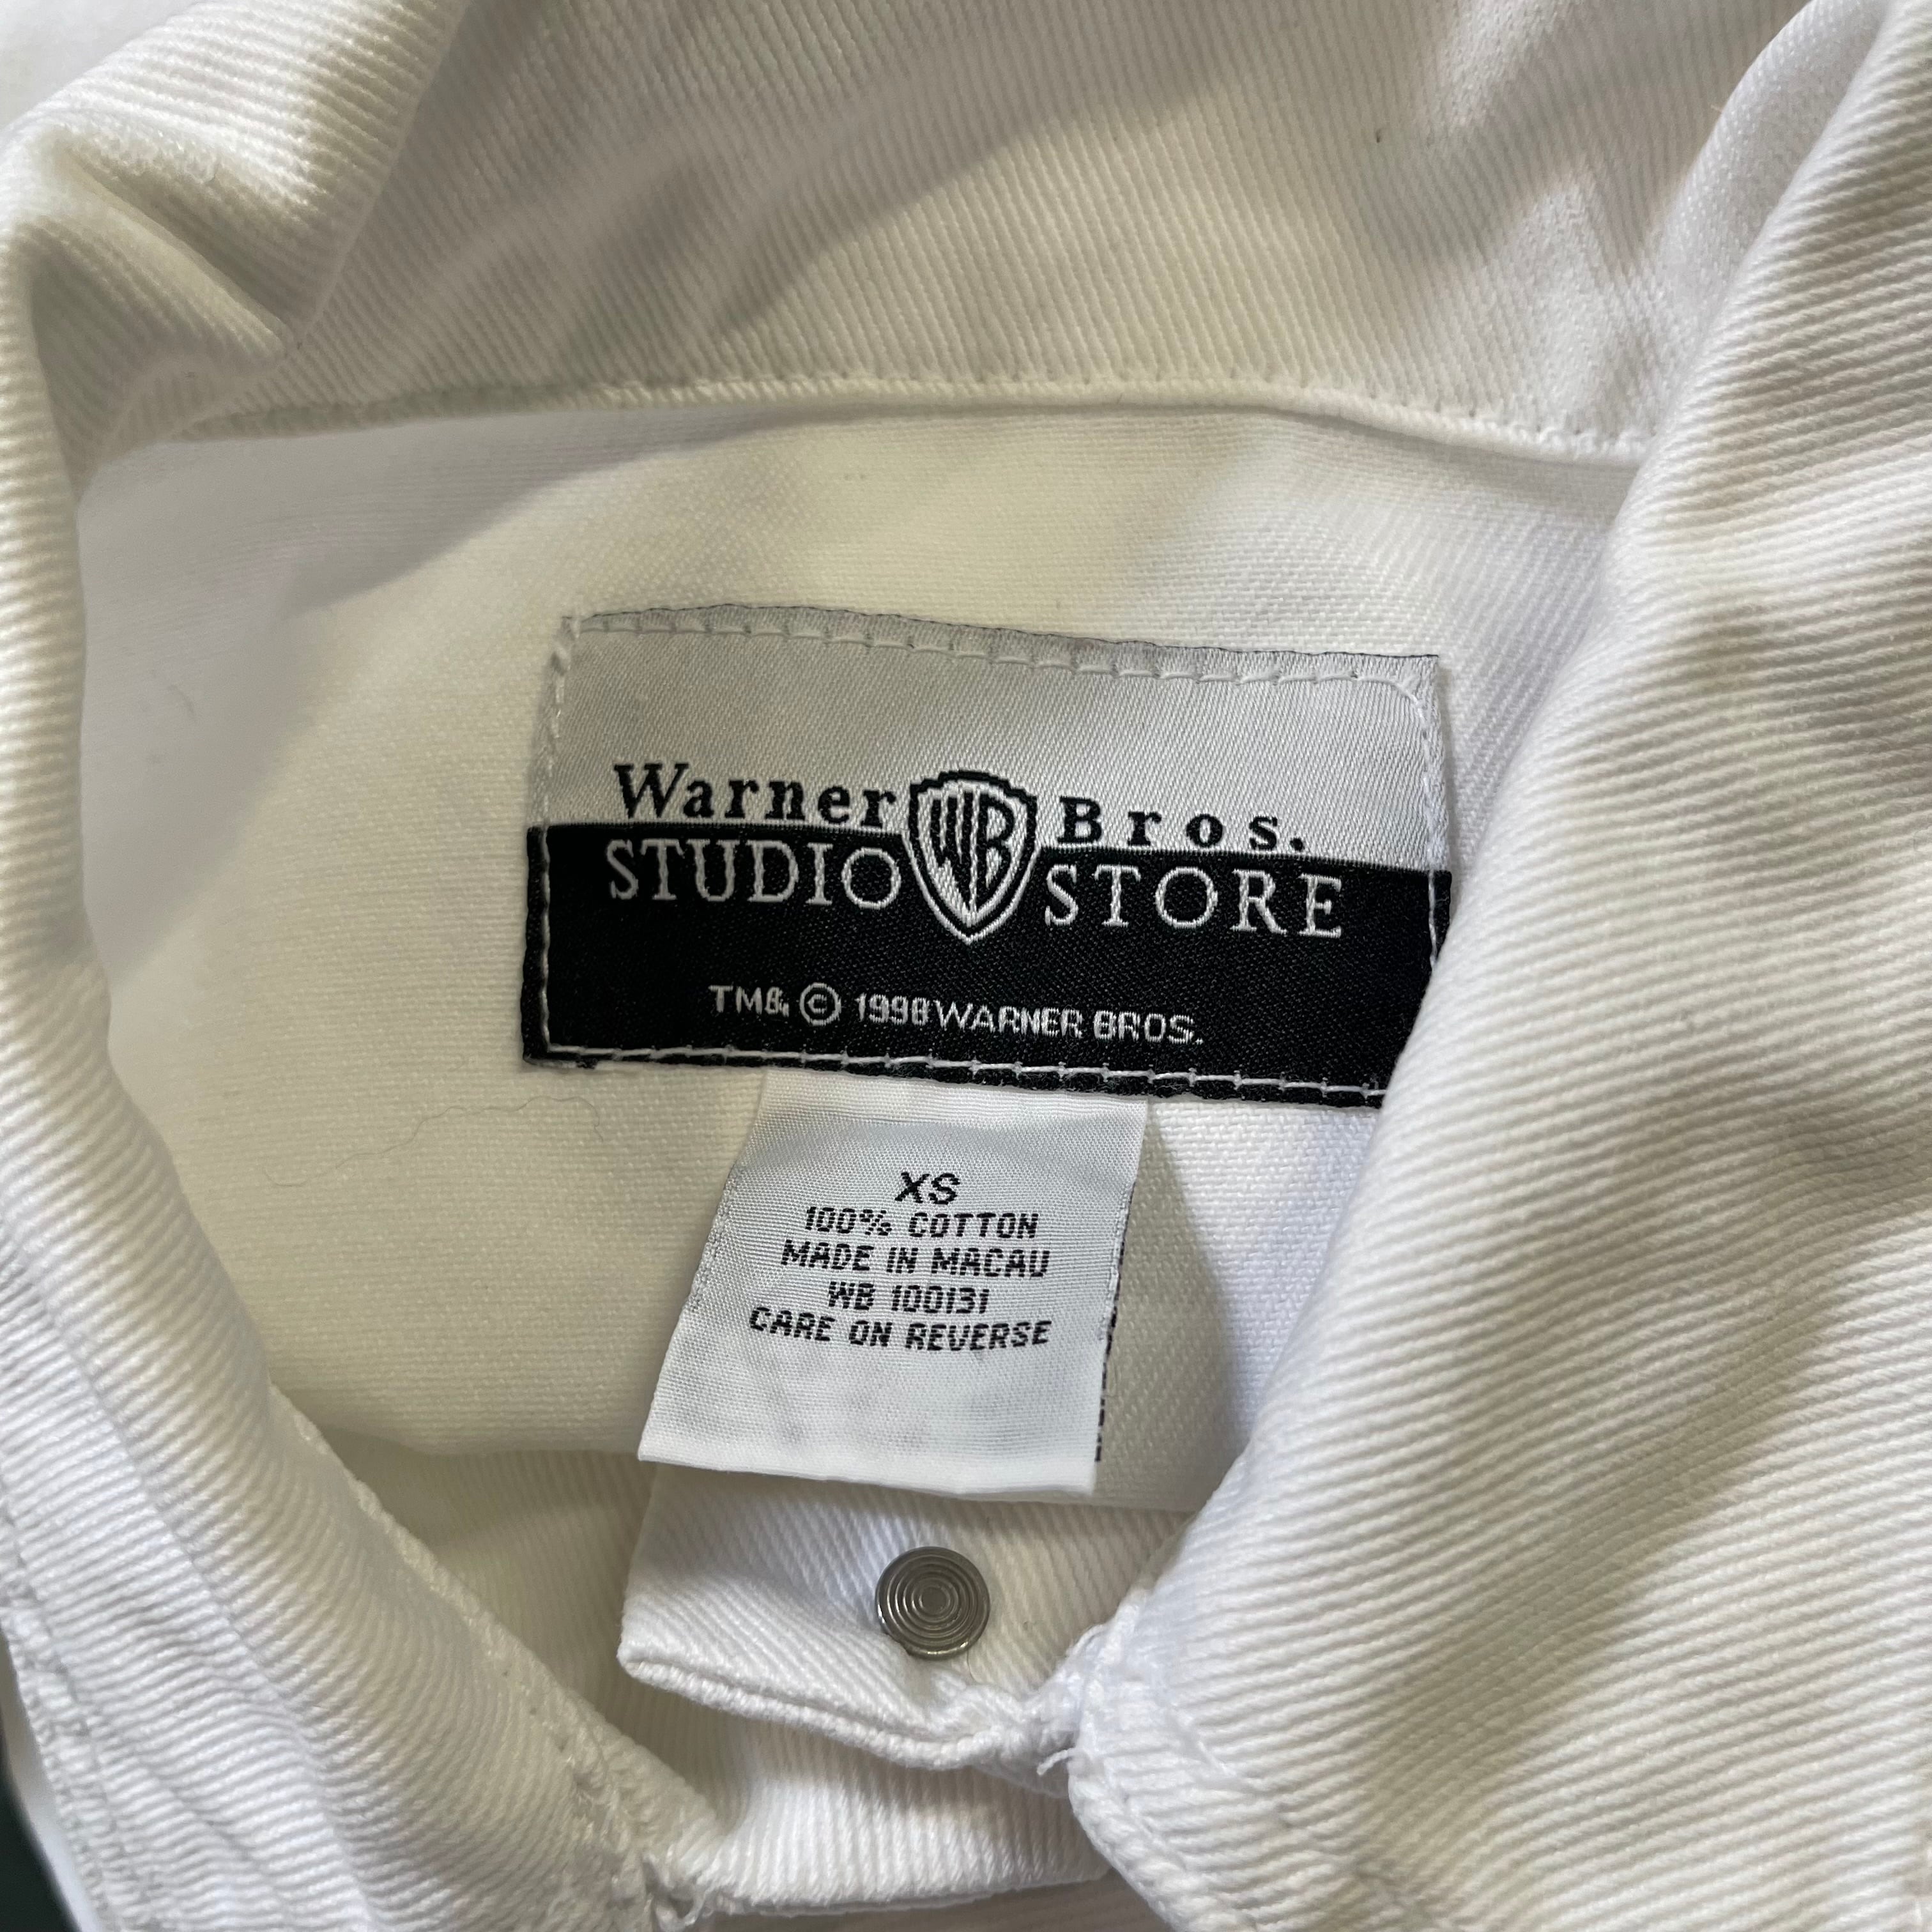 Warner WB Bros.
STUDIO STORE
TM& © 1998 WARNER BROS.
XS
100% COTTON
MADE IN MACAU
WB 100131
CARE ON REVERSE